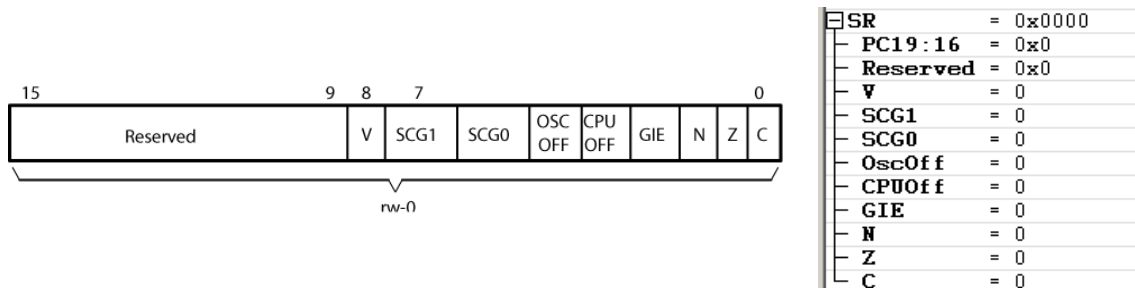 15 9 8 7 0
Reserved V SCG1 SCG0 OSC OFF CPU OFF GIE N Z C
rw-0
SR = 0x0000
PC19:16 = 0x0
Reserved = 0x0
V = 0
SCG1 = 0
SCG0 = 0
OscOff = 0
CPUOff = 0
GIE = 0
N = 0
Z = 0
C = 0